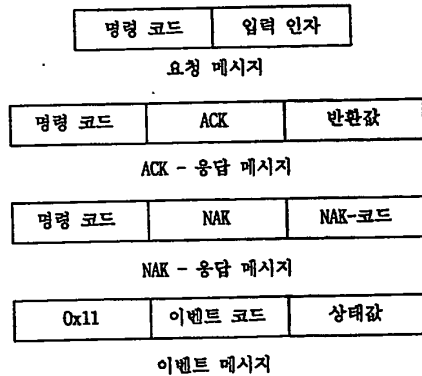 명령 코드 입력 인자
요청 메시지
명령 코드 ACK 반환값
ACK - 응답 메시지
명령 코드 NAK NAK-코드
NAK - 응답 메시지
0x11 이벤트 코드 상태값
이벤트 메시지